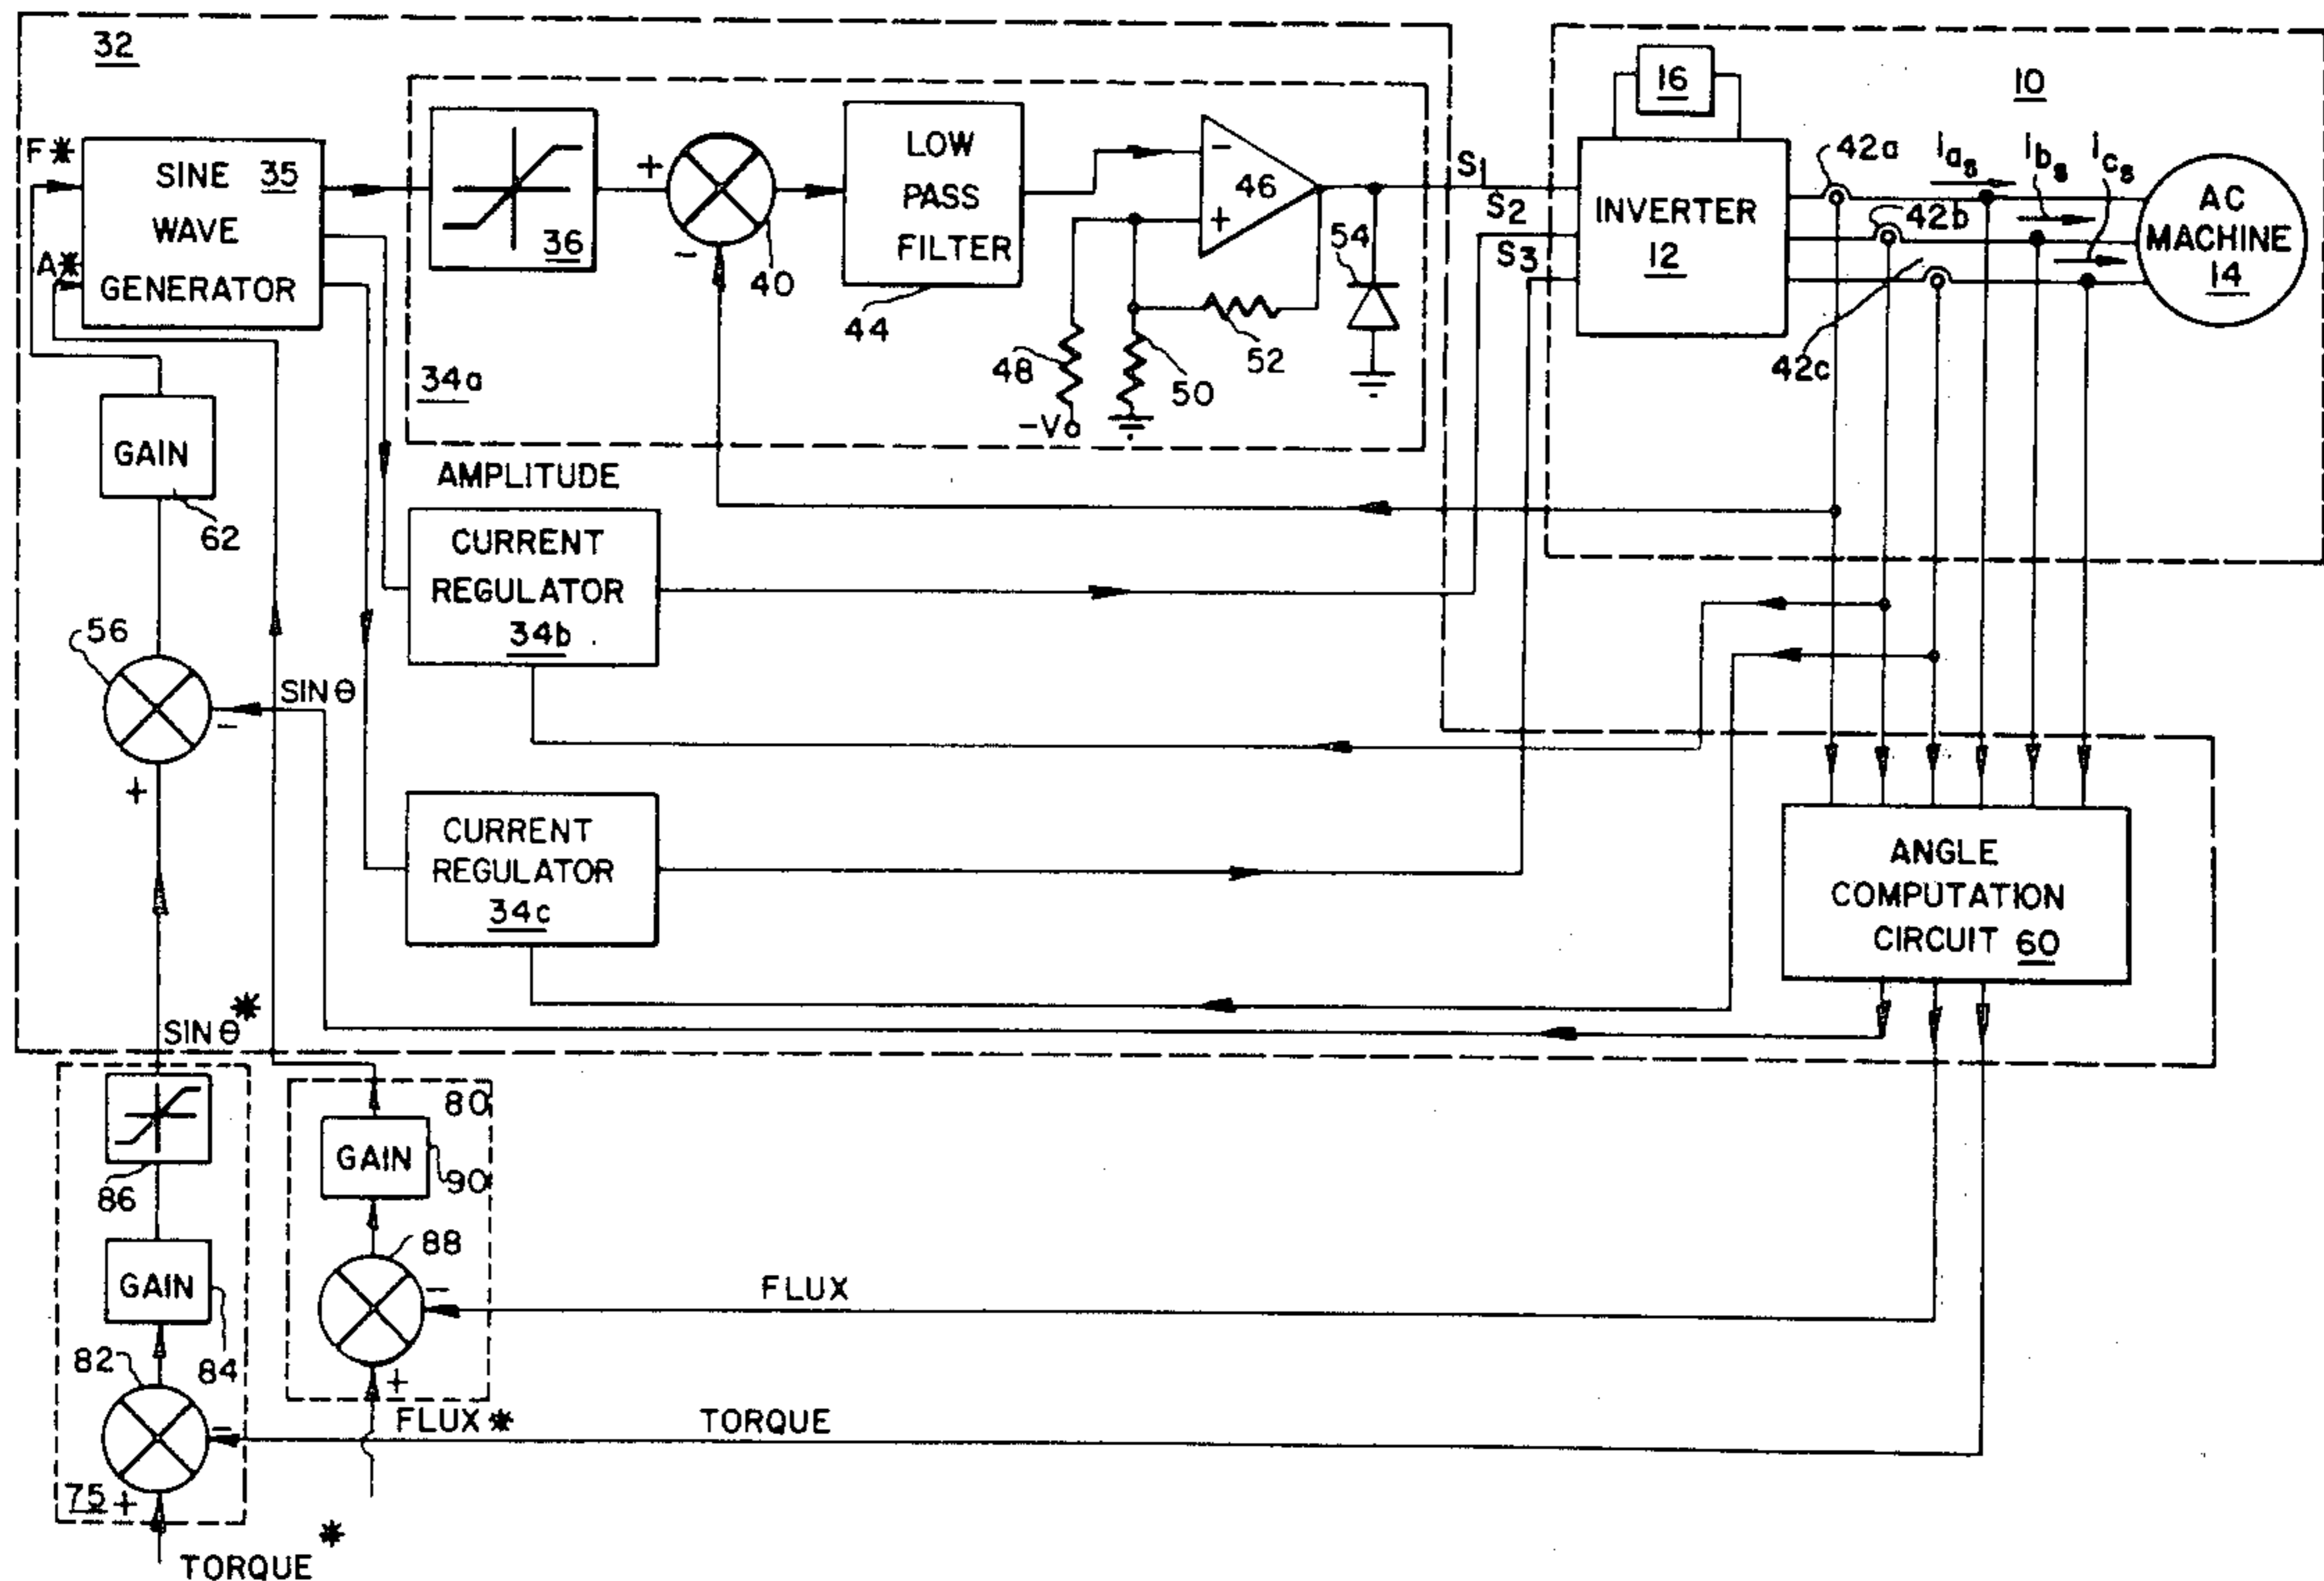 32
F*
A*
SINE 35
WAVE
GENERATOR
36
+
-
40
LOW
PASS
FILTER
44
-
46
+
48
-V
50
52
54
34a
AMPLITUDE
S1
S2
S3
16
10
INVERTER
12
42a
42b
42c
ias
ibs
ics
AC
MACHINE
14
GAIN
62
CURRENT
REGULATOR
34b
56
SIN θ
-
+
CURRENT
REGULATOR
34c
ANGLE
COMPUTATION
CIRCUIT 60
SIN θ*
86
80
GAIN
90
GAIN
84
88
-
+
FLUX
FLUX *
82
-
TORQUE
75 +
TORQUE *